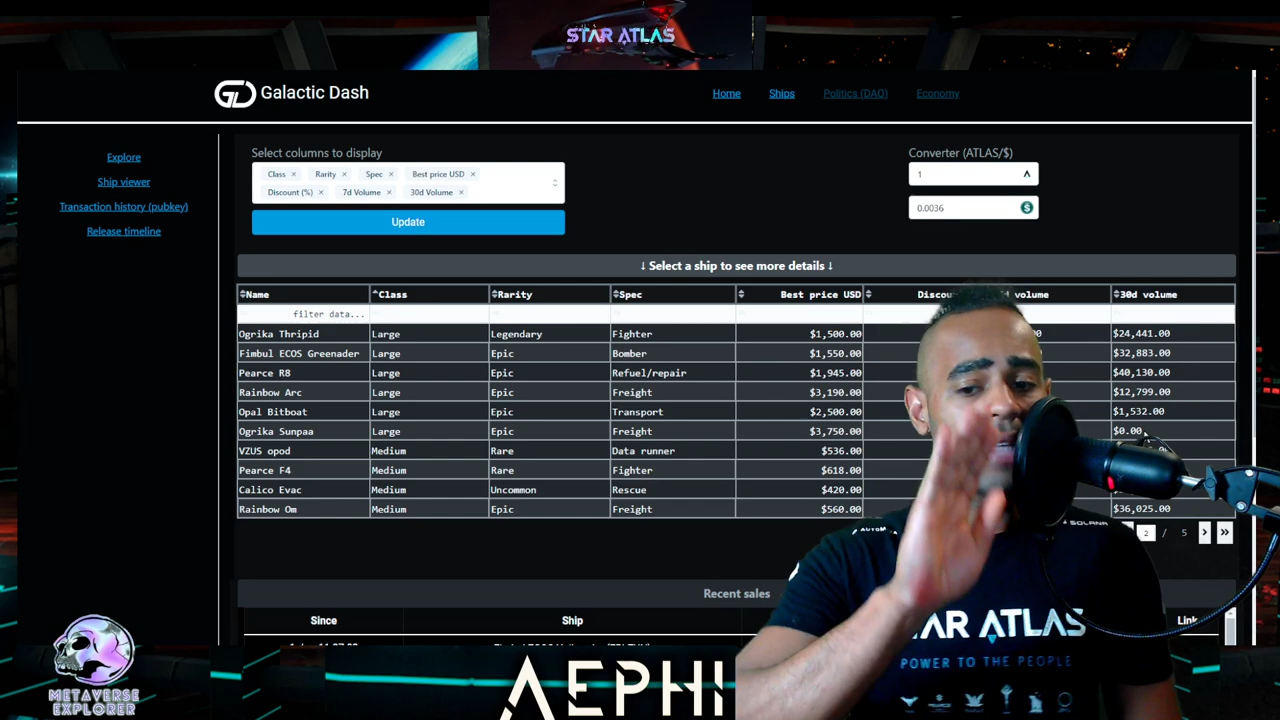 STAR ATLAS
GD Galactic Dash
Home Ships Politics (DAO) Economy
Explore
Ship viewer
Transaction history (pubkey)
Release timeline
Select columns to display
Class × Rarity × Spec × Best price USD ×
Discount (%) × 7d Volume × 30d Volume ×
Update
Converter (ATLAS/$)
1
0.0036 $
↓ Select a ship to see more details ↓
Name Class Rarity Spec Best price USD volume 30d volume
filter data...
Ogrika Thripid Large Legendary Fighter $1,500.00 $24,441.00
Fimbul ECOS Greenader Large Epic Bomber $1,550.00 $32,883.00
Pearce R8 Large Epic Refuel/repair $1,945.00 $40,130.00
Rainbow Arc Large Epic Freight $3,190.00 $12,799.00
Opal Bitboat Large Epic Transport $2,500.00 $1,532.00
Ogrika Sunpaa Large Epic Freight $3,750.00 $0.00
VZUS opod Medium Rare Data runner $536.00
Pearce F4 Medium Rare Fighter $618.00
Calico Evac Medium Uncommon Rescue $420.00
Rainbow Om Medium Epic Freight $560.00 $36,025.00
2 / 5 > >>
Recent sales
Since Ship Link
SOLANA
STAR ATLAS
POWER TO THE PEOPLE
METAVERSE
EXPLORER
AEPHI